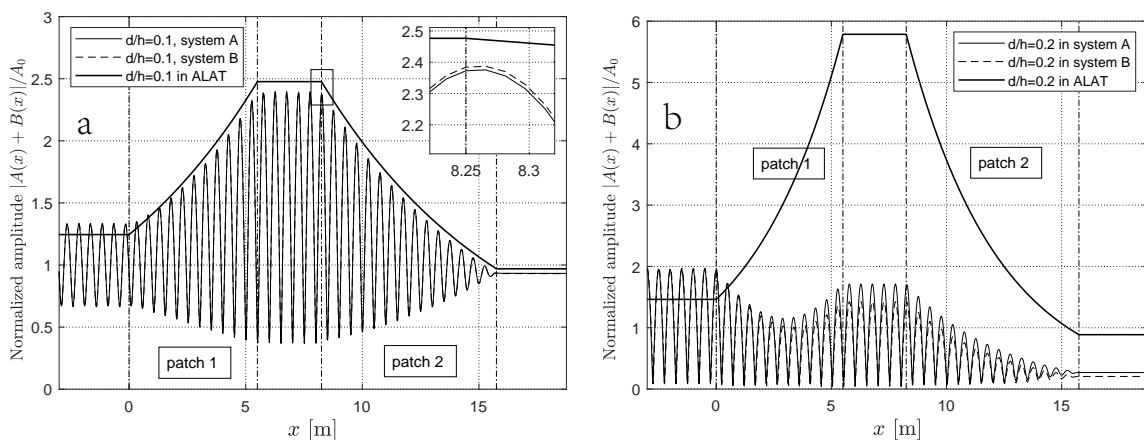 d/h=0.1, system A
d/h=0.1, system B
d/h=0.1 in ALAT
a
patch 1
patch 2
Normalized amplitude |A(x) + B(x)|/A₀
3
2.5
2
1.5
1
0.5
0
0
5
10
15
x [m]
2.5
2.4
2.3
2.2
8.25
8.3
d/h=0.2 in system A
d/h=0.2 in system B
d/h=0.2 in ALAT
b
patch 1
patch 2
Normalized amplitude |A(x) + B(x)|/A₀
6
5
4
3
2
1
0
0
5
10
15
x [m]